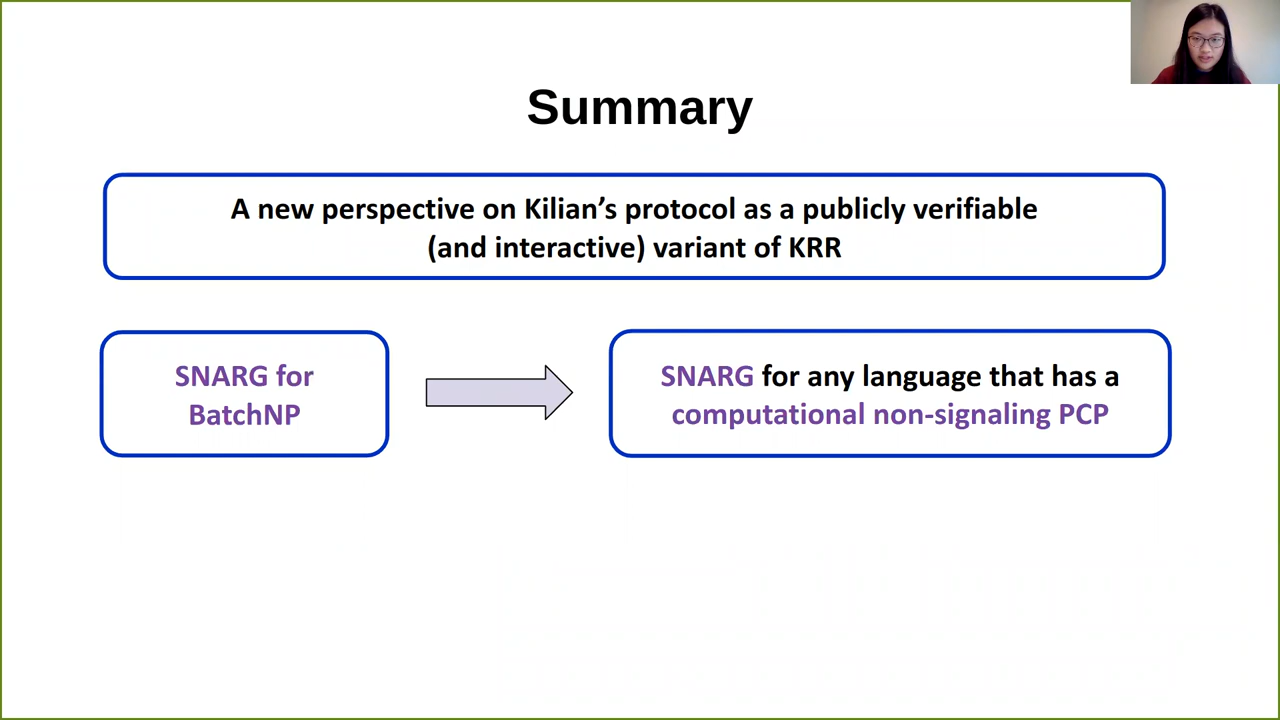 Summary
A new perspective on Kilian’s protocol as a publicly verifiable
(and interactive) variant of KRR
SNARG for
BatchNP
SNARG for any language that has a
computational non-signaling PCP